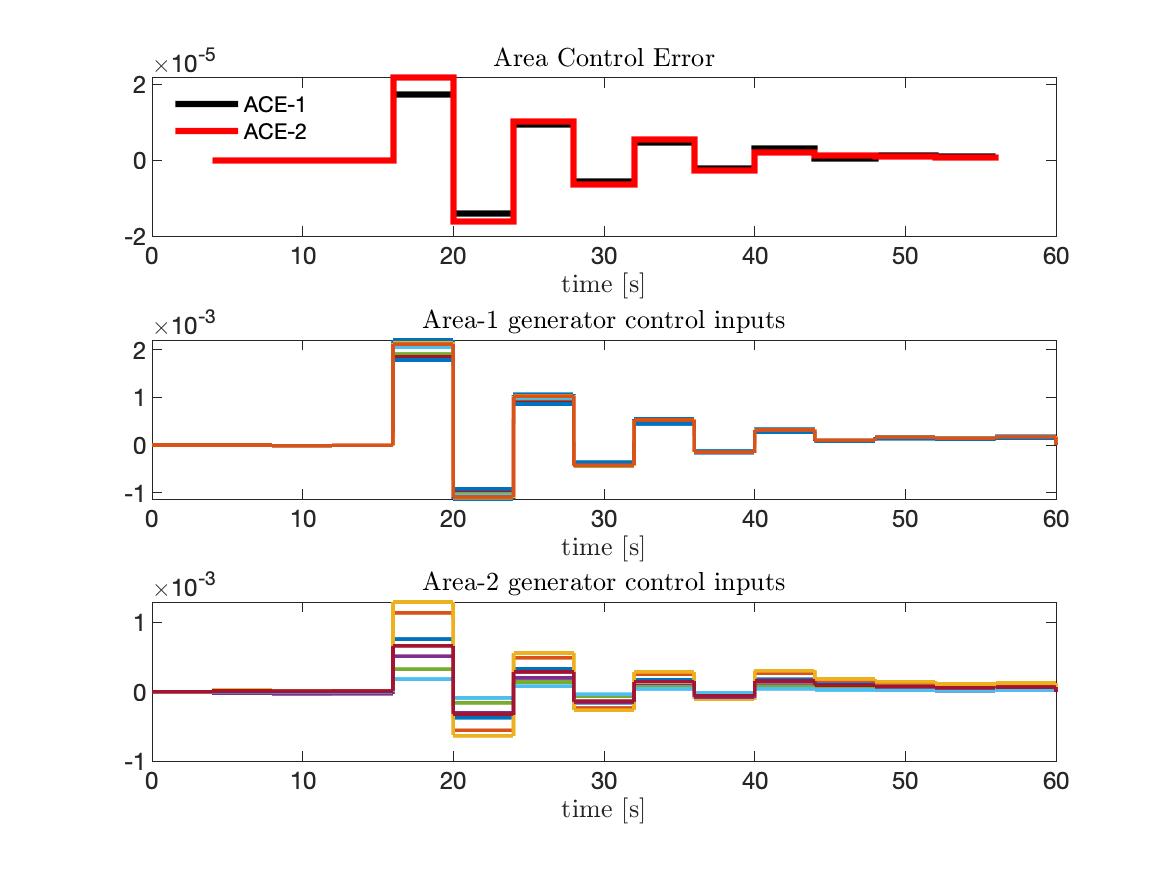 ×10-5
Area Control Error
2
ACE-1
ACE-2
0
-2
0 10 20 30 40 50 60
time [s]
×10-3
Area-1 generator control inputs
2
1
0
-1
0 10 20 30 40 50 60
time [s]
×10-3
Area-2 generator control inputs
1
0
-1
0 10 20 30 40 50 60
time [s]